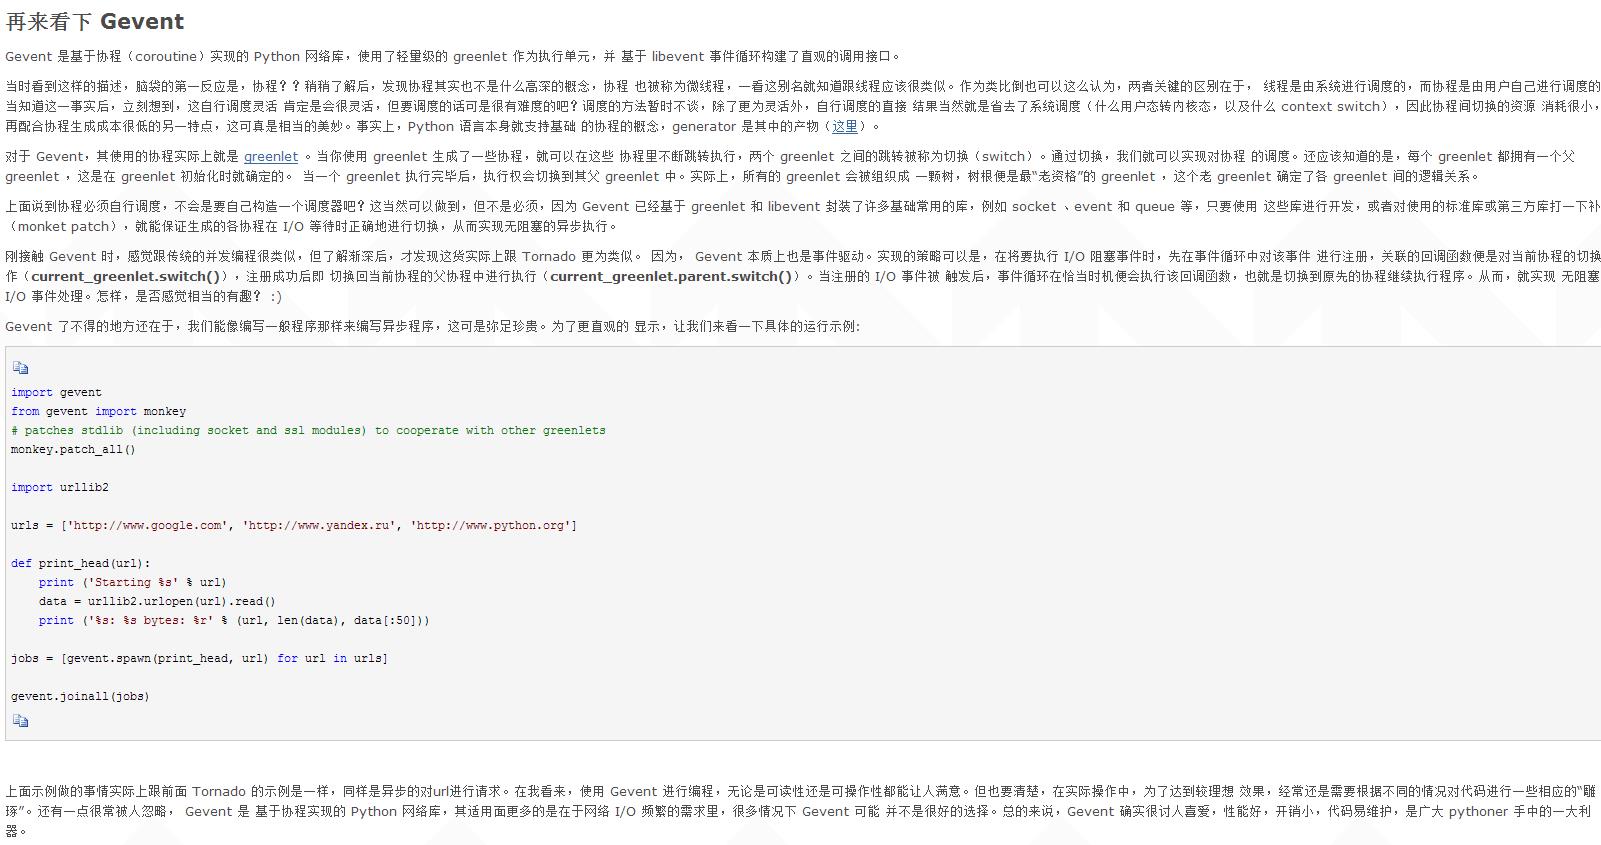 再来看下 Gevent
Gevent 是基于协程（coroutine）实现的 Python 网络库，使用了轻量级的 greenlet 作为执行单元，并 基于 libevent 事件循环构建了直观的调用接口。
当时看到这样的描述，脑袋的第一反应是，协程？？稍稍了解后，发现协程其实也不是什么高深的概念，协程 也被称为微线程，一看这别名就知道跟线程应该很类似。作为类比倒也可以这么认为，两者关键的区别在于， 线程是由系统进行调度的，而协程是由用户自己进行调度的
当知道这一事实后，立刻想到，这自行调度灵活 肯定是会很灵活，但要调度的话可是很有难度的吧？调度的方法暂时不谈，除了更为灵活外，自行调度的直接 结果当然就是省去了系统调度（什么用户态转内核态，以及什么 context switch），因此协程间切换的资源 消耗很小，
再配合协程生成成本很低的另一特点，这可真是相当的美妙。事实上，Python 语言本身就支持基础 的协程的概念，generator 是其中的产物（这里）。
对于 Gevent，其使用的协程实际上就是 greenlet 。当你使用 greenlet 生成了一些协程，就可以在这些 协程里不断跳转执行，两个 greenlet 之间的跳转被称为切换（switch）。通过切换，我们就可以实现对协程 的调度。还应该知道的是，每个 greenlet 都拥有一个父
greenlet ，这是在 greenlet 初始化时就确定的。 当一个 greenlet 执行完毕后，执行权会切换到其父 greenlet 中。实际上，所有的 greenlet 会被组织成 一颗树，树根便是最“老资格”的 greenlet ，这个老 greenlet 确定了各 greenlet 间的逻辑关系。
上面说到协程必须自行调度，不会是要自己构造一个调度器吧？这当然可以做到，但不是必须，因为 Gevent 已经基于 greenlet 和 libevent 封装了许多基础常用的库，例如 socket 、event 和 queue 等，只要使用 这些库进行开发，或者对使用的标准库或第三方库打一下补
（monket patch），就能保证生成的各协程在 I/O 等待时正确地进行切换，从而实现无阻塞的异步执行。
刚接触 Gevent 时，感觉跟传统的并发编程很类似，但了解渐深后，才发现这货实际上跟 Tornado 更为类似。 因为， Gevent 本质上也是事件驱动。实现的策略可以是，在将要执行 I/O 阻塞事件时，先在事件循环中对该事件 进行注册，关联的回调函数便是对当前协程的切换
作（current_greenlet.switch()），注册成功后即 切换回当前协程的父协程中进行执行（current_greenlet.parent.switch()）。当注册的 I/O 事件被 触发后，事件循环在恰当时机便会执行该回调函数，也就是切换到原先的协程继续执行程序。从而，就实现 无阻塞
I/O 事件处理。怎样，是否感觉相当的有趣？ :)
Gevent 了不得的地方还在于，我们能像编写一般程序那样来编写异步程序，这可是弥足珍贵。为了更直观的 显示，让我们来看一下具体的运行示例:
import gevent
from gevent import monkey
# patches stdlib (including socket and ssl modules) to cooperate with other greenlets
monkey.patch_all()
import urllib2
urls = ['http://www.google.com', 'http://www.yandex.ru', 'http://www.python.org']
def print_head(url):
    print ('Starting %s' % url)
    data = urllib2.urlopen(url).read()
    print ('%s: %s bytes: %r' % (url, len(data), data[:50]))
jobs = [gevent.spawn(print_head, url) for url in urls]
gevent.joinall(jobs)
上面示例做的事情实际上跟前面 Tornado 的示例是一样，同样是异步的对url进行请求。在我看来，使用 Gevent 进行编程，无论是可读性还是可操作性都能让人满意。但也要清楚，在实际操作中，为了达到较理想 效果，经常还是需要根据不同的情况对代码进行一些相应的“雕
琢”。还有一点很常被人忽略， Gevent 是 基于协程实现的 Python 网络库，其适用面更多的是在于网络 I/O 频繁的需求里，很多情况下 Gevent 可能 并不是很好的选择。总的来说，Gevent 确实很讨人喜爱，性能好，开销小，代码易维护，是广大 pythoner 手中的一大利
器。